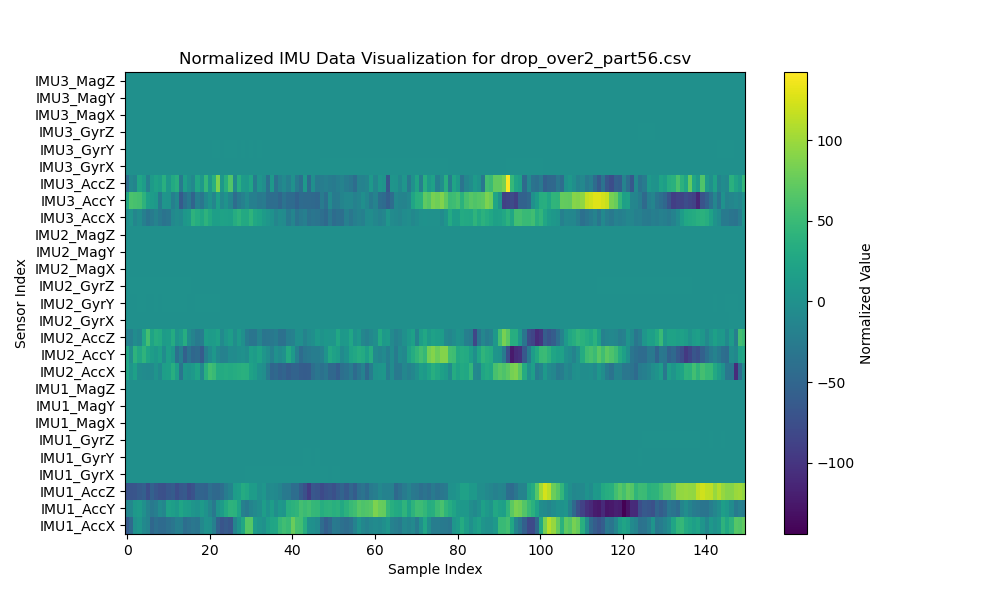 Normalized IMU Data Visualization for drop_over2_part56.csv
Sensor Index
IMU3_MagZ
IMU3_MagY
IMU3_MagX
IMU3_GyrZ
IMU3_GyrY
IMU3_GyrX
IMU3_AccZ
IMU3_AccY
IMU3_AccX
IMU2_MagZ
IMU2_MagY
IMU2_MagX
IMU2_GyrZ
IMU2_GyrY
IMU2_GyrX
IMU2_AccZ
IMU2_AccY
IMU2_AccX
IMU1_MagZ
IMU1_MagY
IMU1_MagX
IMU1_GyrZ
IMU1_GyrY
IMU1_GyrX
IMU1_AccZ
IMU1_AccY
IMU1_AccX
0 20 40 60 80 100 120 140
Sample Index
100
50
0
−50
−100
Normalized Value